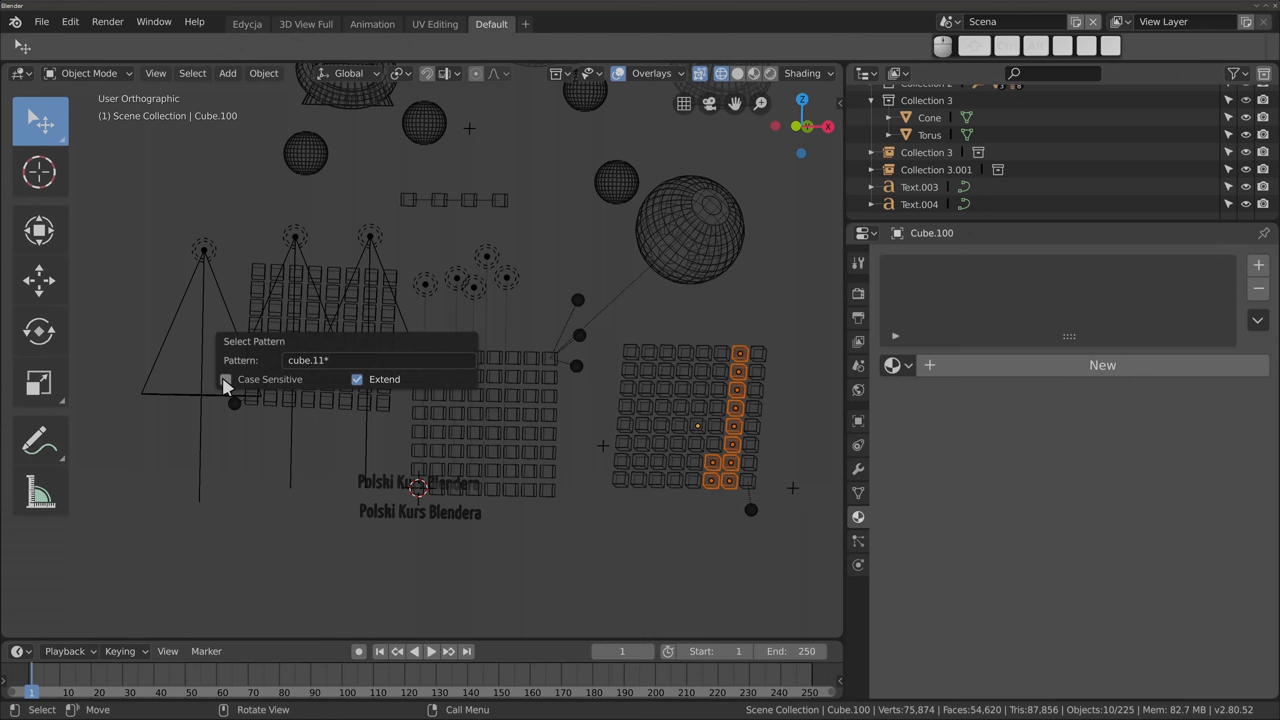 Blender
File Edit Render Window Help
Edycja 3D View Full Animation UV Editing Default +
Scena
View Layer
Object Mode View Select Add Object Global Overlays Shading
User Orthographic
(1) Scene Collection | Cube.100
Z
X
Collection 3
Cone
Torus
Collection 3
Collection 3.001
Text.003
Text.004
Cube.100
New
Select Pattern
Pattern: cube.11*
Case Sensitive Extend
Polski Kurs Blendera
Polski Kurs Blendera
Playback Keying View Marker 1 Start: 1 End: 250
1 10 20 30 40 50 60 70 80 90 100 110 120 130 140 150 160 170 180 190 200 210 220 230 240 250
Select Move Rotate View Call Menu Scene Collection | Cube.100 | Verts:75,874 | Faces:54,620 | Tris:87,856 | Objects:10/225 | Mem: 82.7 MB | v2.80.52